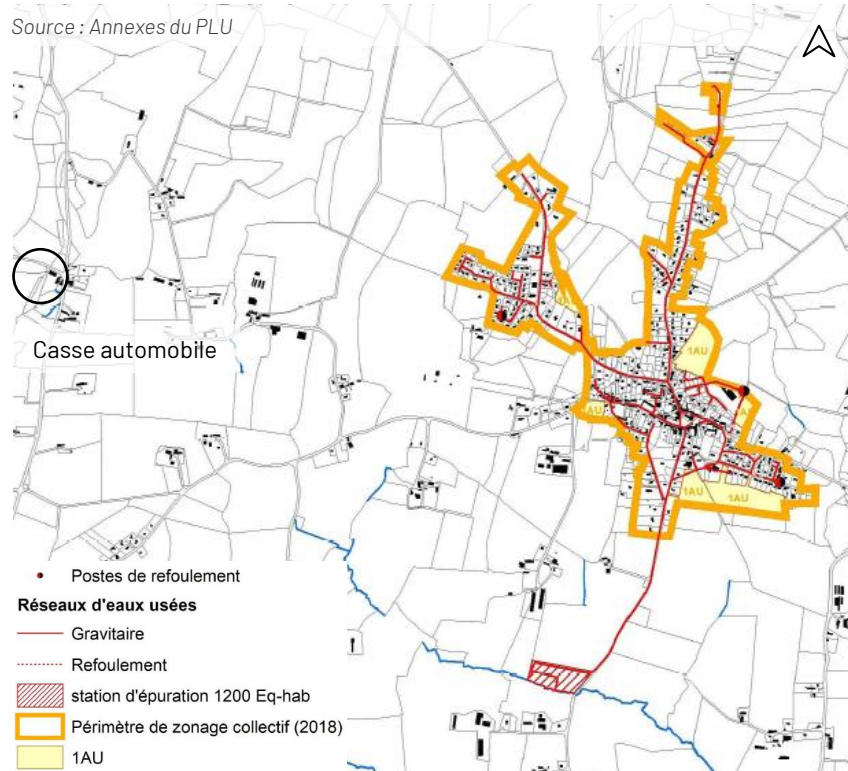 Source : Annexes du PLU
1AU
1AU
1AU
Casse automobile
Postes de refoulement
Réseaux d'eaux usées
Gravitaire
Refoulement
station d'épuration 1200 Eq-hab
Périmètre de zonage collectif (2018)
1AU